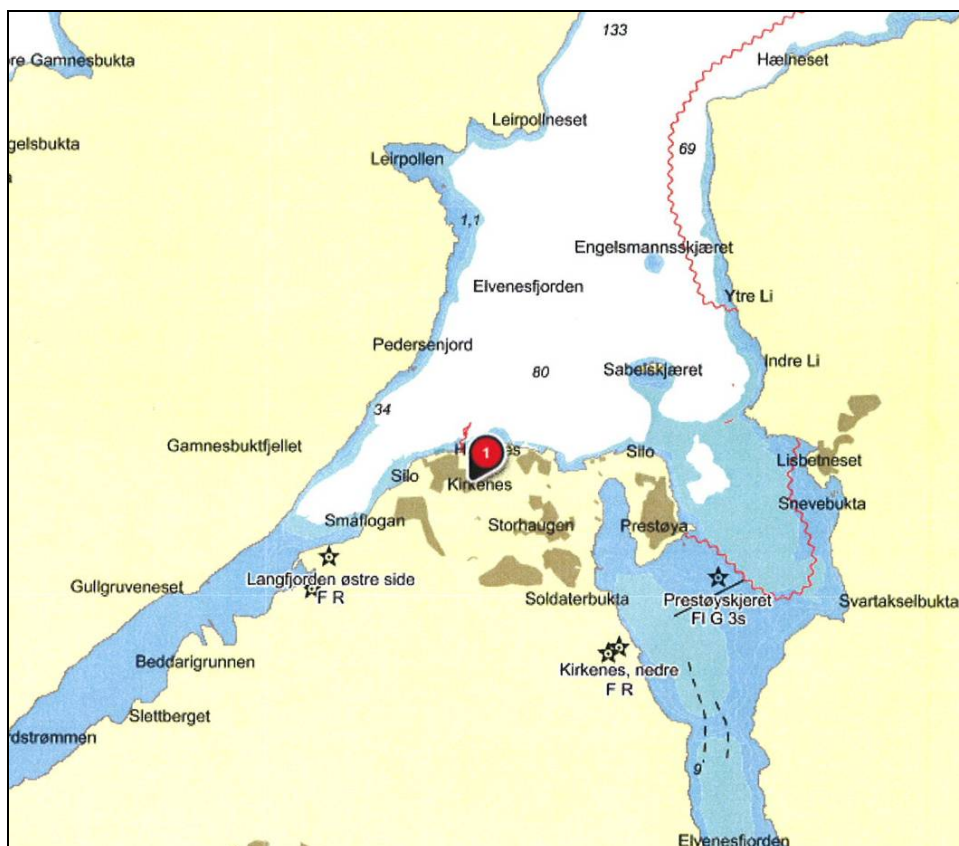 133
Hælneset
re Gamnesbukta
Leirpollneset
gelsbukta
69
Leirpollen
1,1
Engelsmannsskjæret
Elvenesfjorden
Ytre Li
Pedersenjord
Indre Li
80
Sabelskjæret
34
Gamnesbuktfjellet
1
Silo
Lisbetneset
Silo
Kirkenes
Snevebukta
Småflogan
Storhaugen
Prestøya
Langfjorden østre side
F R
Gullgruveneset
Soldaterbukta
Prestøyskjeret
Fl G 3s
Svartakselbukta
Beddarigrunnen
Kirkenes, nedre
F R
Slettberget
rdstrømmen
9
Elvenesfjorden